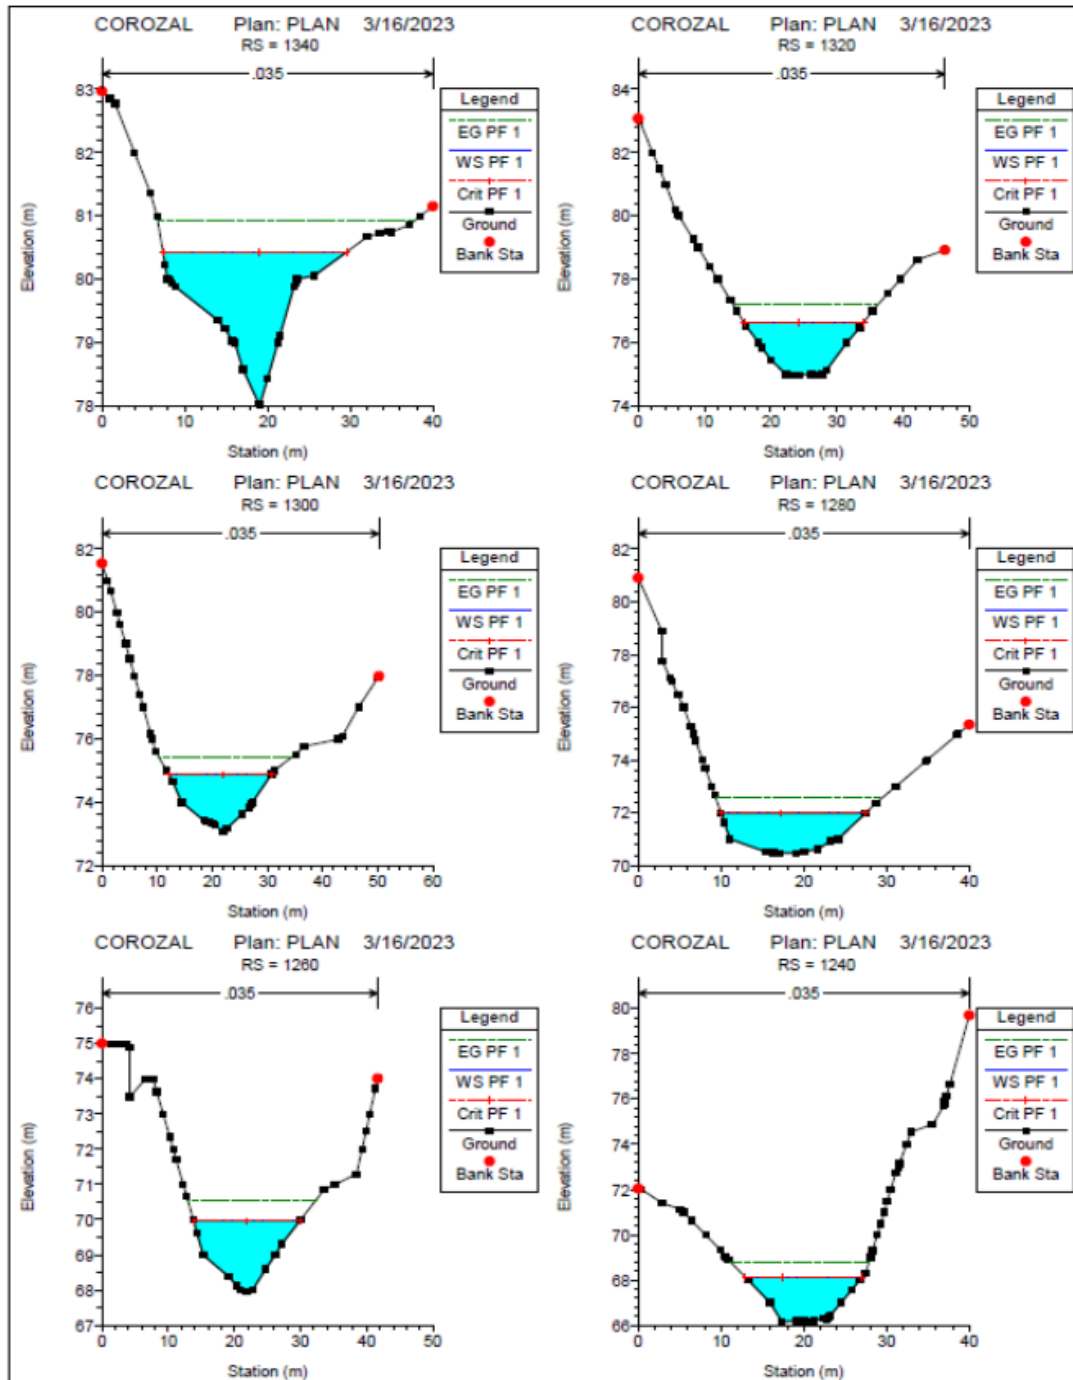 COROZAL Plan: PLAN 3/16/2023
RS = 1340
.035
83
82
81
80
79
78
0 10 20 30 40
Elevation (m)
Station (m)
Legend
EG PF 1
WS PF 1
Crit PF 1
Ground
Bank Sta
COROZAL Plan: PLAN 3/16/2023
RS = 1320
.035
84
82
80
78
76
74
0 10 20 30 40 50
Elevation (m)
Station (m)
Legend
EG PF 1
WS PF 1
Crit PF 1
Ground
Bank Sta
COROZAL Plan: PLAN 3/16/2023
RS = 1300
.035
82
80
78
76
74
72
0 10 20 30 40 50 60
Elevation (m)
Station (m)
Legend
EG PF 1
WS PF 1
Crit PF 1
Ground
Bank Sta
COROZAL Plan: PLAN 3/16/2023
RS = 1280
.035
82
80
78
76
74
72
70
0 10 20 30 40
Elevation (m)
Station (m)
Legend
EG PF 1
WS PF 1
Crit PF 1
Ground
Bank Sta
COROZAL Plan: PLAN 3/16/2023
RS = 1260
.035
76
75
74
73
72
71
70
69
68
67
0 10 20 30 40 50
Elevation (m)
Station (m)
Legend
EG PF 1
WS PF 1
Crit PF 1
Ground
Bank Sta
COROZAL Plan: PLAN 3/16/2023
RS = 1240
.035
80
78
76
74
72
70
68
66
0 10 20 30 40
Elevation (m)
Station (m)
Legend
EG PF 1
WS PF 1
Crit PF 1
Ground
Bank Sta